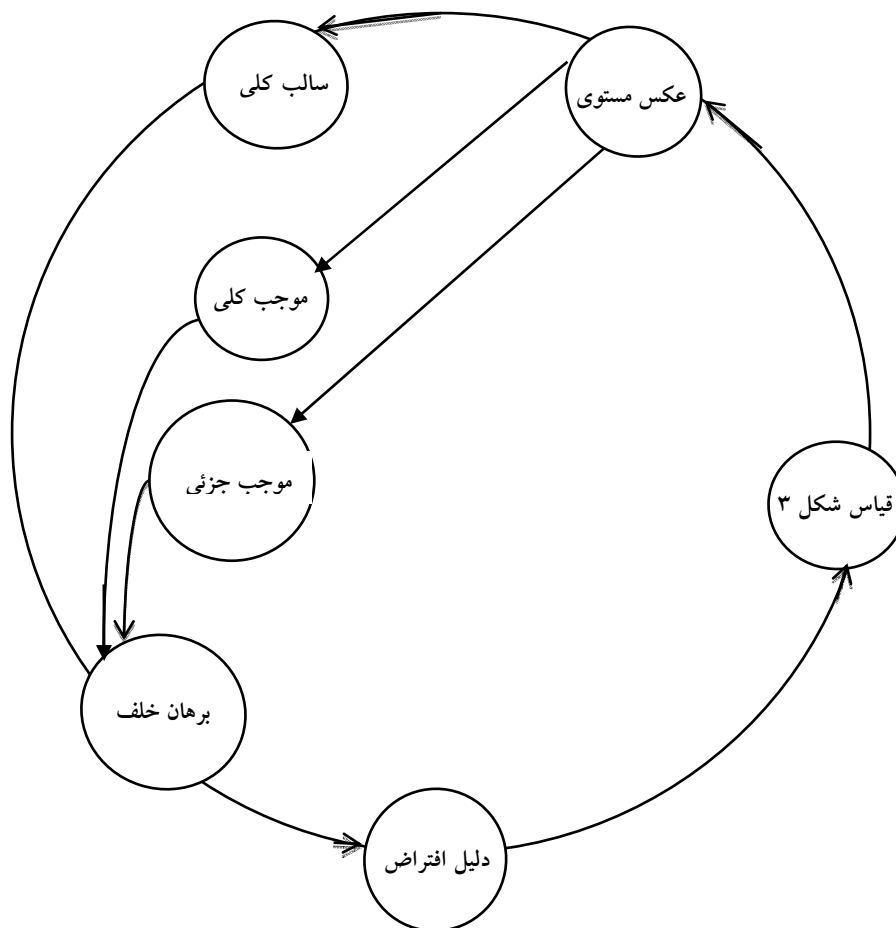 عکس مستوی
سالب کلی
موجب کلی
موجب جزئی
قیاس شکل ۳
برهان خلف
دلیل افتراض